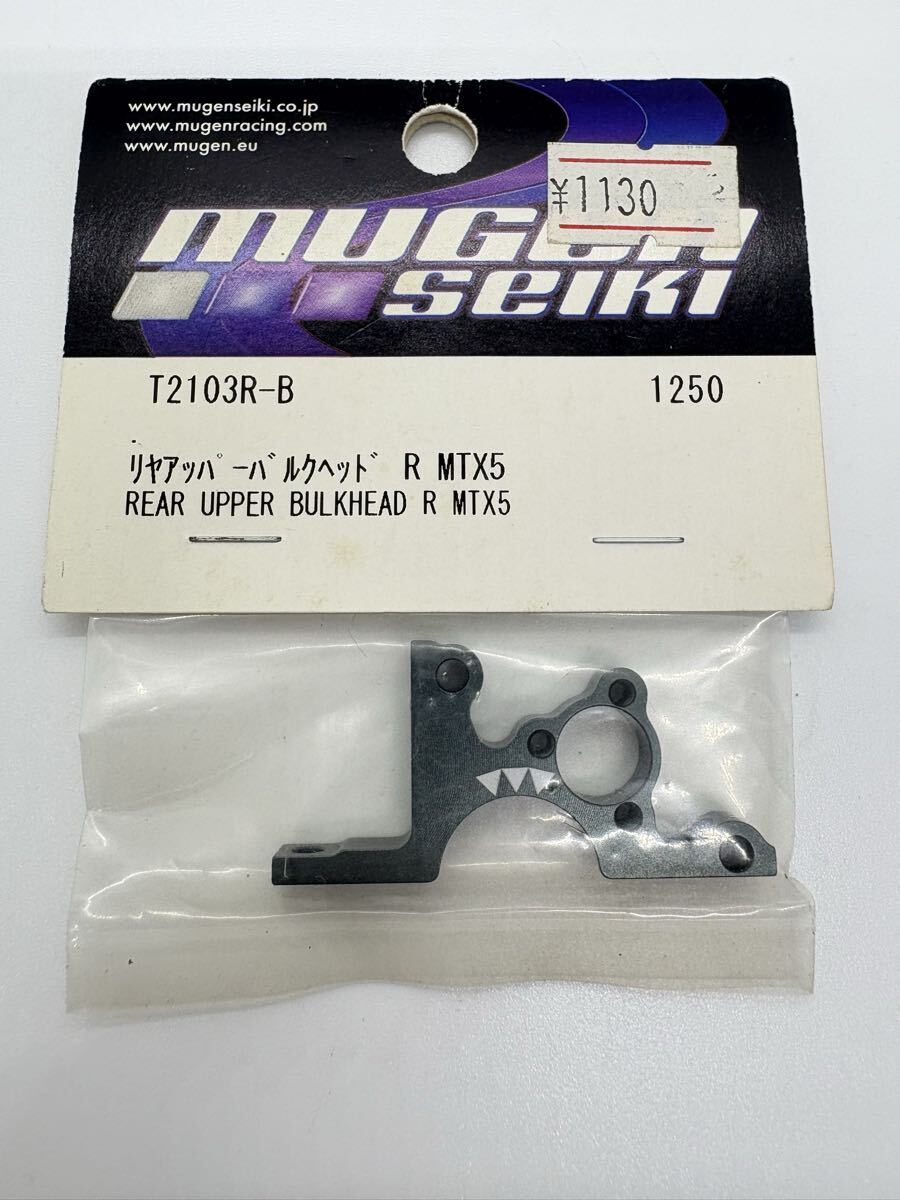 www.mugenseiki.co.jp
www.mugenracing.com
www.mugen.eu
¥1130
mugen
seiki
T2103R-B 1250
ﾘﾔｱｯﾊﾟｰﾊﾞﾙｸﾍｯﾄﾞ R MTX5
REAR UPPER BULKHEAD R MTX5